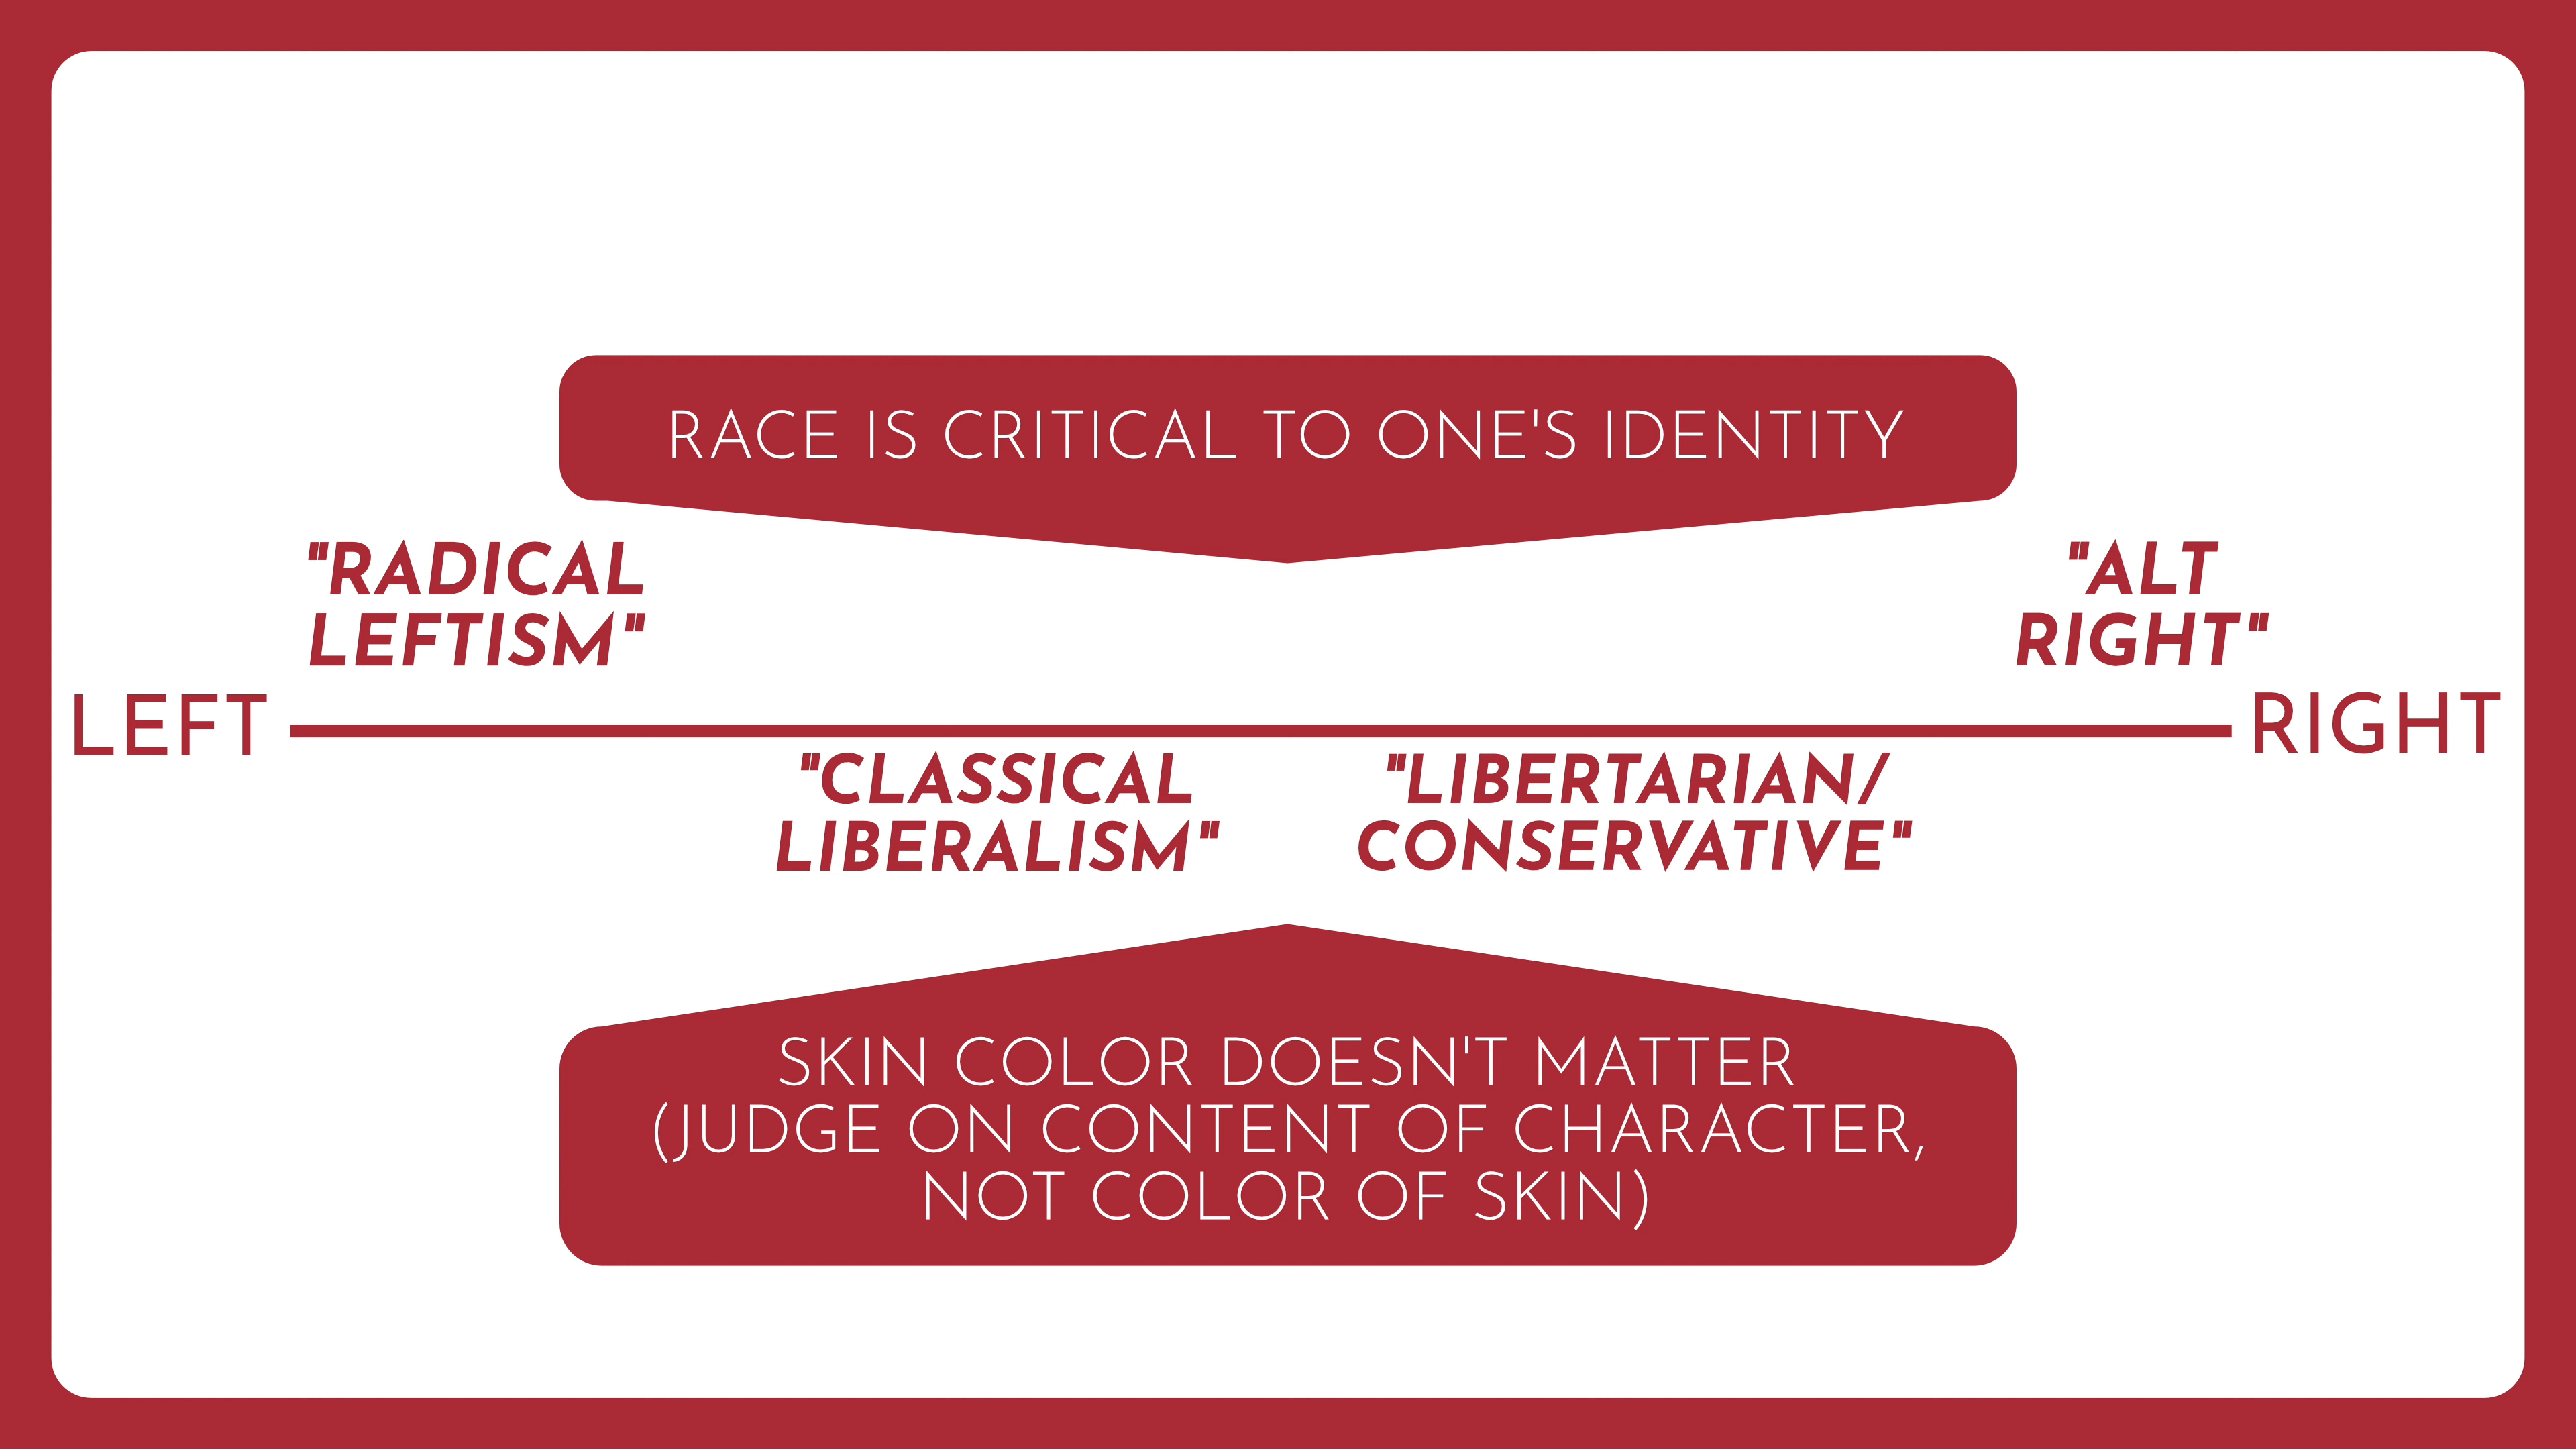 RACE IS CRITICAL TO ONE'S IDENTITY
"RADICAL
LEFTISM"
"ALT
RIGHT"
LEFT
RIGHT
"CLASSICAL
LIBERALISM"
"LIBERTARIAN/
CONSERVATIVE"
SKIN COLOR DOESN'T MATTER
(JUDGE ON CONTENT OF CHARACTER,
NOT COLOR OF SKIN)